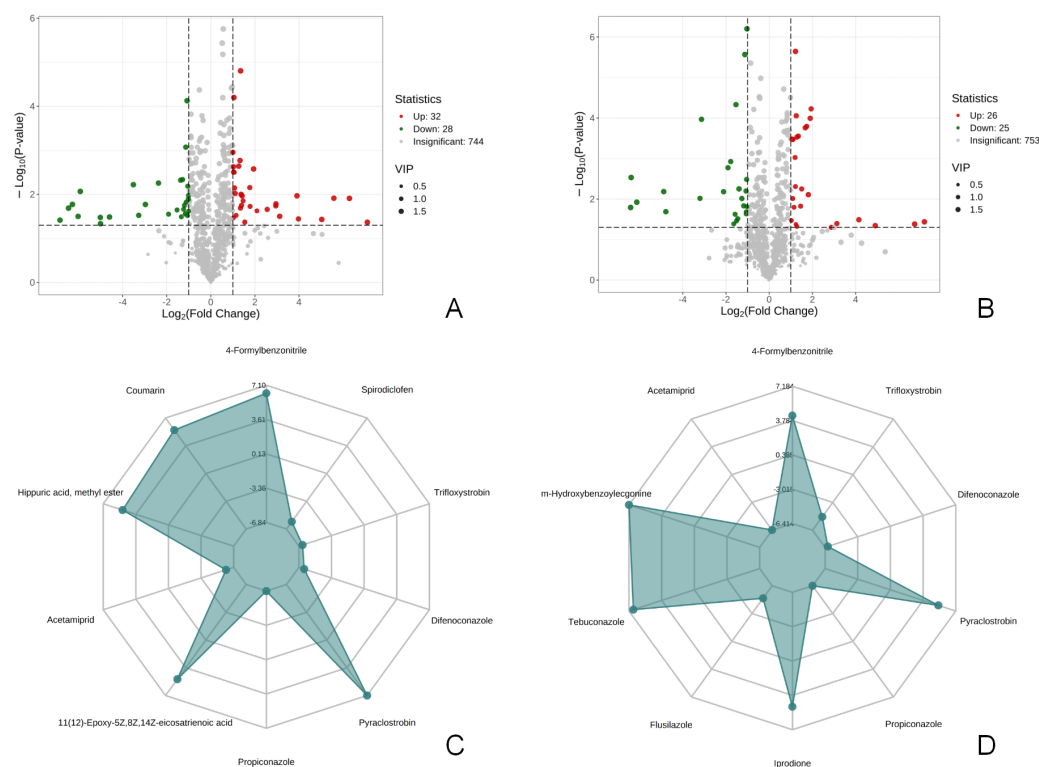 6
4
2
0
-4
-2
0
2
4
− Log10(P-value)
Log2(Fold Change)
Statistics
Up: 32
Down: 28
Insignificant: 744
VIP
0.5
1.0
1.5
A
6
4
2
0
-4
-2
0
2
4
− Log10(P-value)
Log2(Fold Change)
Statistics
Up: 26
Down: 25
Insignificant: 753
VIP
0.5
1.0
1.5
B
4-Formylbenzonitrile
Coumarin
Spirodiclofen
7.10
3.61
0.13
-3.36
-6.84
Hippuric acid, methyl ester
Trifloxystrobin
Acetamiprid
Difenoconazole
11(12)-Epoxy-5Z,8Z,14Z-eicosatrienoic acid
Pyraclostrobin
Propiconazole
C
4-Formylbenzonitrile
Acetamiprid
Trifloxystrobin
7.184
m-Hydroxybenzoylecgonine
Difenoconazole
-6.414
Tebuconazole
Pyraclostrobin
Flusilazole
Propiconazole
Iprodione
D